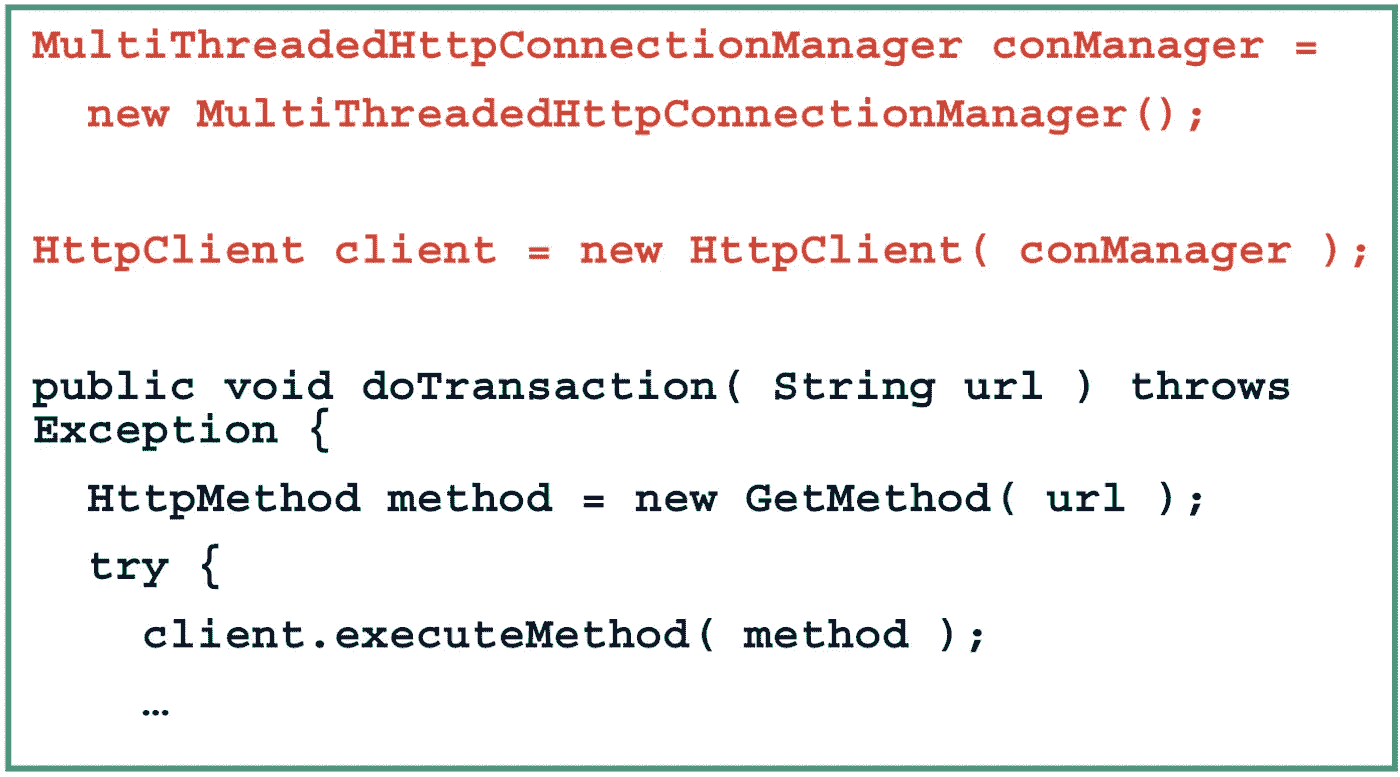 MultiThreadedHttpConnectionManager conManager =
new MultiThreadedHttpConnectionManager();
HttpClient client = new HttpClient( conManager );
public void doTransaction( String url ) throws
Exception {
HttpMethod method = new GetMethod( url );
try {
client.executeMethod( method );
…